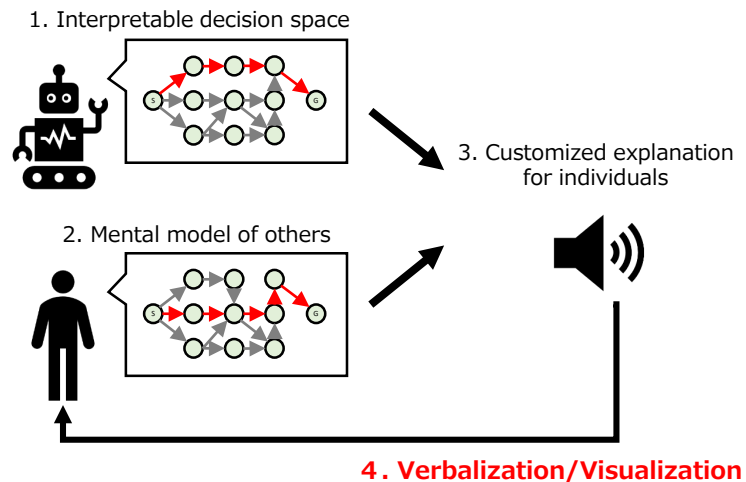 1. Interpretable decision space
S
G
2. Mental model of others
S
G
3. Customized explanation
for individuals
4. Verbalization/Visualization